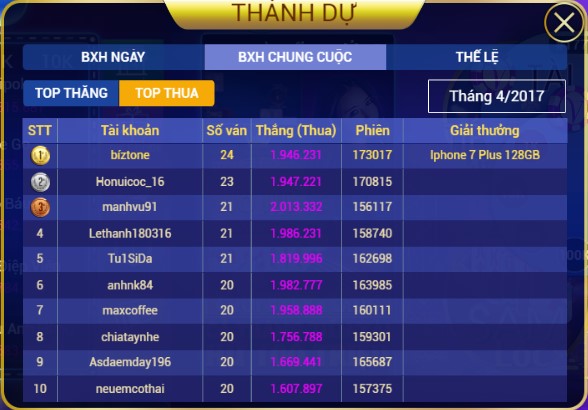 THÁNH DỰ
BXH NGÀY BXH CHUNG CUỘC THỂ LỆ
TOP THẮNG TOP THUA Tháng 4/2017
STT Tài khoản Số ván Thắng (Thua) Phiên Giải thưởng
1 bíztone 24 1.946.231 173017 Iphone 7 Plus 128GB
2 Honuicoc_16 23 1.947.221 170815
3 manhvu91 21 2.013.332 156117
4 Lethanh180316 21 1.986.231 158740
5 Tu1SiDa 21 1.819.996 162698
6 anhnk84 20 1.982.777 163985
7 maxcoffee 20 1.958.888 160111
8 chiataynhe 20 1.756.788 159301
9 Asdaemday196 20 1.669.441 165687
10 neuemcothai 20 1.607.897 157375